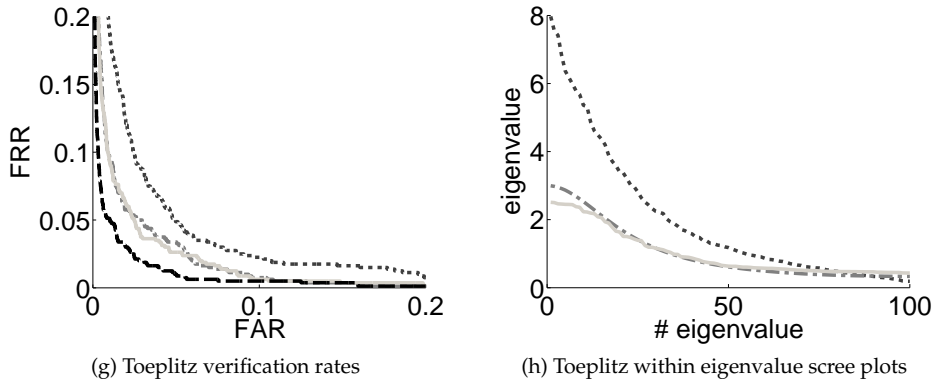 0.2
0.15
0.1
0.05
0
FRR
0
0.1
0.2
FAR
(g) Toeplitz verification rates
8
6
4
2
0
eigenvalue
0
50
100
# eigenvalue
(h) Toeplitz within eigenvalue scree plots